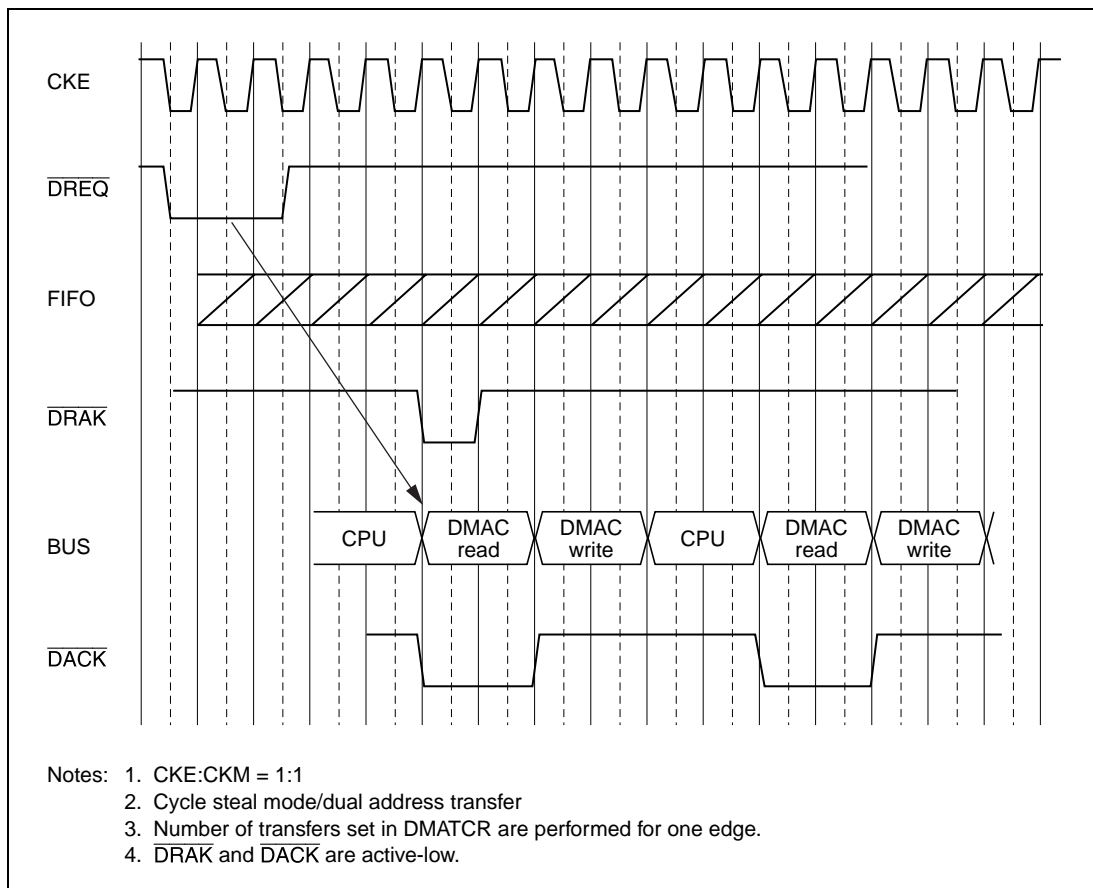 CKE
DREQ
FIFO
DRAK
BUS
CPU
DMAC
read
DMAC
write
CPU
DMAC
read
DMAC
write
DACK
Notes: 1. CKE:CKM = 1:1
2. Cycle steal mode/dual address transfer
3. Number of transfers set in DMATCR are performed for one edge.
4. DRAK and DACK are active-low.